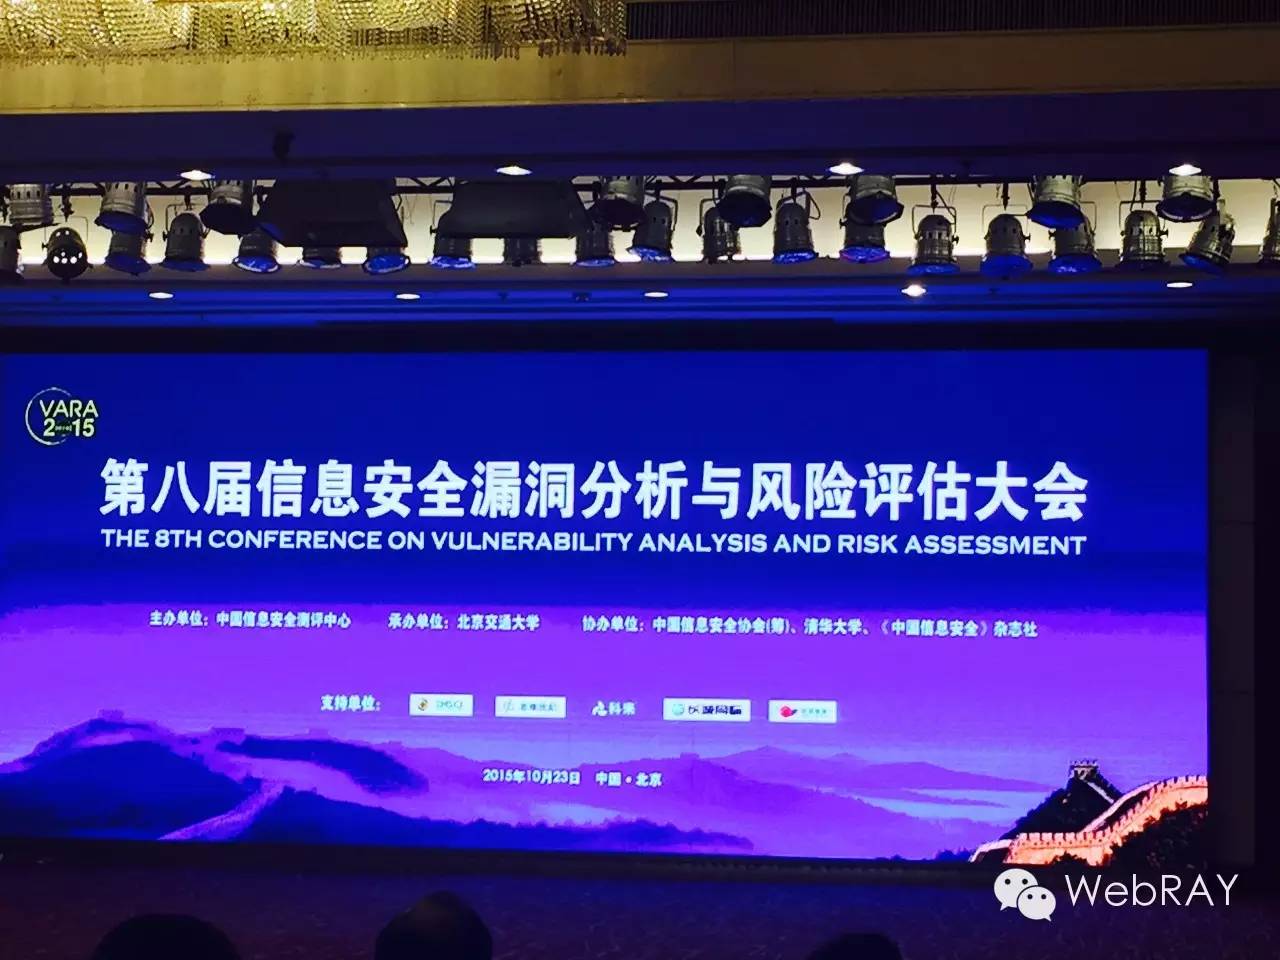 VARA
2015
第八届信息安全漏洞分析与风险评估大会
THE 8TH CONFERENCE ON VULNERABILITY ANALYSIS AND RISK ASSESSMENT
主办单位：中国信息安全测评中心 承办单位：北京交通大学 协办单位：中国信息安全协会(筹)、清华大学、《中国信息安全》杂志社
支持单位： 科来
2015年10月23日 中国·北京
WebRAY